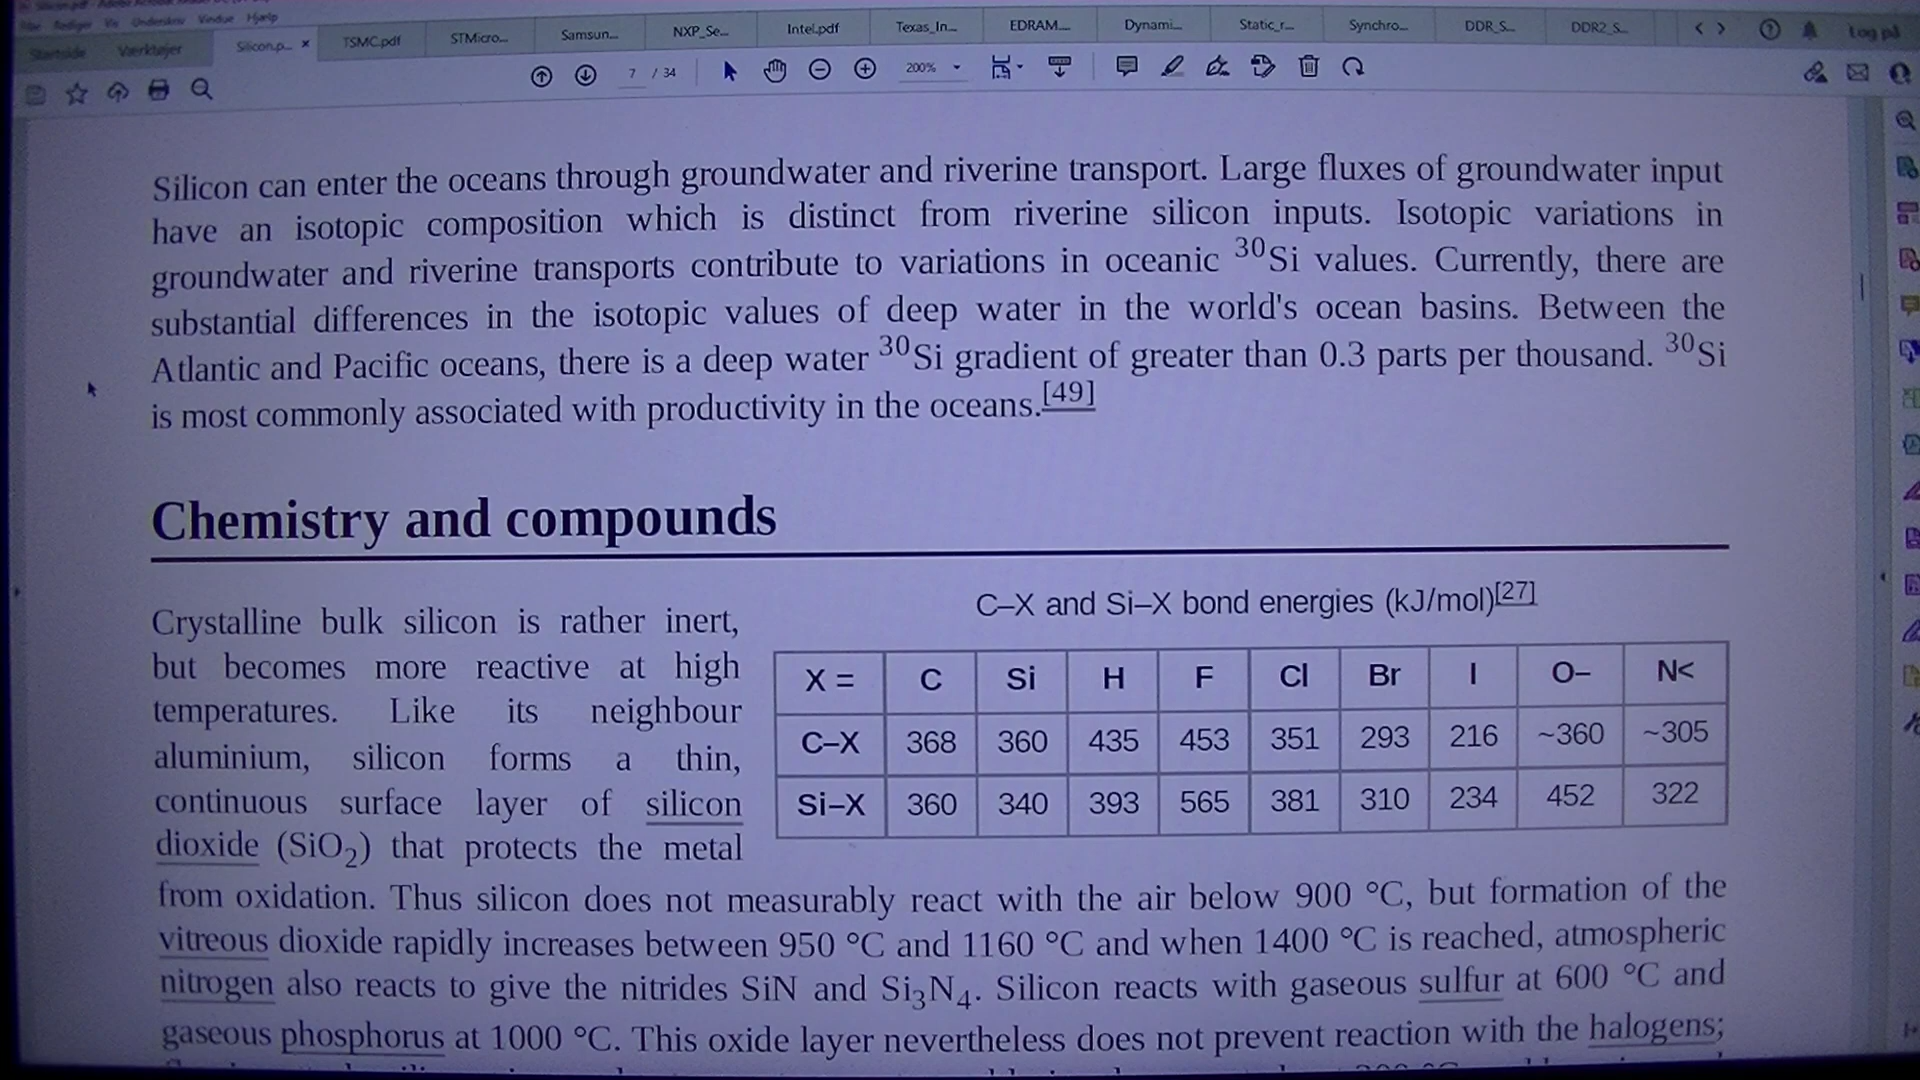 Rediger Vis Underskriv Vindue Hjælp
Startside Værktøjer Silicon.p... × TSMC.pdf STMicro... Samsun... NXP_Se... Intel.pdf Texas_In... EDRAM.... Dynami... Static_r... Synchro... DDR_S... DDR2_S... Log på
7 / 34 200%
Silicon can enter the oceans through groundwater and riverine transport. Large fluxes of groundwater input
have an isotopic composition which is distinct from riverine silicon inputs. Isotopic variations in
groundwater and riverine transports contribute to variations in oceanic ³⁰Si values. Currently, there are
substantial differences in the isotopic values of deep water in the world's ocean basins. Between the
Atlantic and Pacific oceans, there is a deep water ³⁰Si gradient of greater than 0.3 parts per thousand. ³⁰Si
is most commonly associated with productivity in the oceans.[49]
Chemistry and compounds
Crystalline bulk silicon is rather inert,
but becomes more reactive at high
temperatures. Like its neighbour
aluminium, silicon forms a thin,
continuous surface layer of silicon
dioxide (SiO₂) that protects the metal
C–X and Si–X bond energies (kJ/mol)[27]
X = C Si H F Cl Br I O– N<
C–X 368 360 435 453 351 293 216 ~360 ~305
Si–X 360 340 393 565 381 310 234 452 322
from oxidation. Thus silicon does not measurably react with the air below 900 °C, but formation of the
vitreous dioxide rapidly increases between 950 °C and 1160 °C and when 1400 °C is reached, atmospheric
nitrogen also reacts to give the nitrides SiN and Si₃N₄. Silicon reacts with gaseous sulfur at 600 °C and
gaseous phosphorus at 1000 °C. This oxide layer nevertheless does not prevent reaction with the halogens;